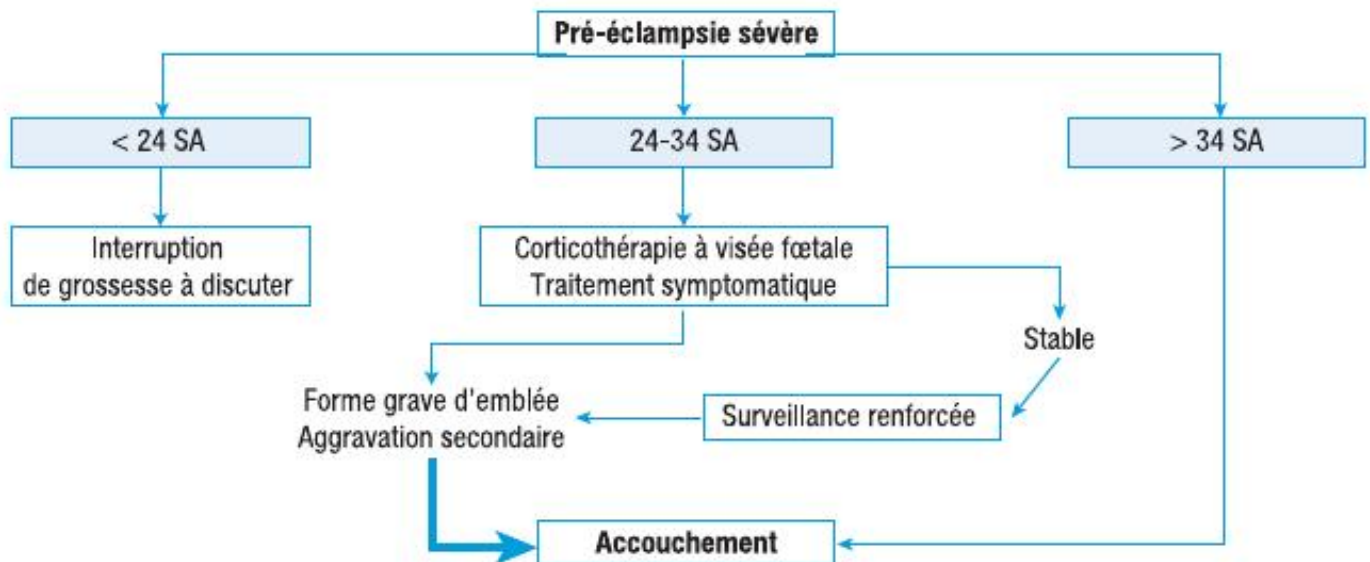 Pré-éclampsie sévère
< 24 SA
24-34 SA
> 34 SA
Interruption
de grossesse à discuter
Corticothérapie à visée fœtale
Traitement symptomatique
Stable
Forme grave d'emblée
Aggravation secondaire
Surveillance renforcée
Accouchement